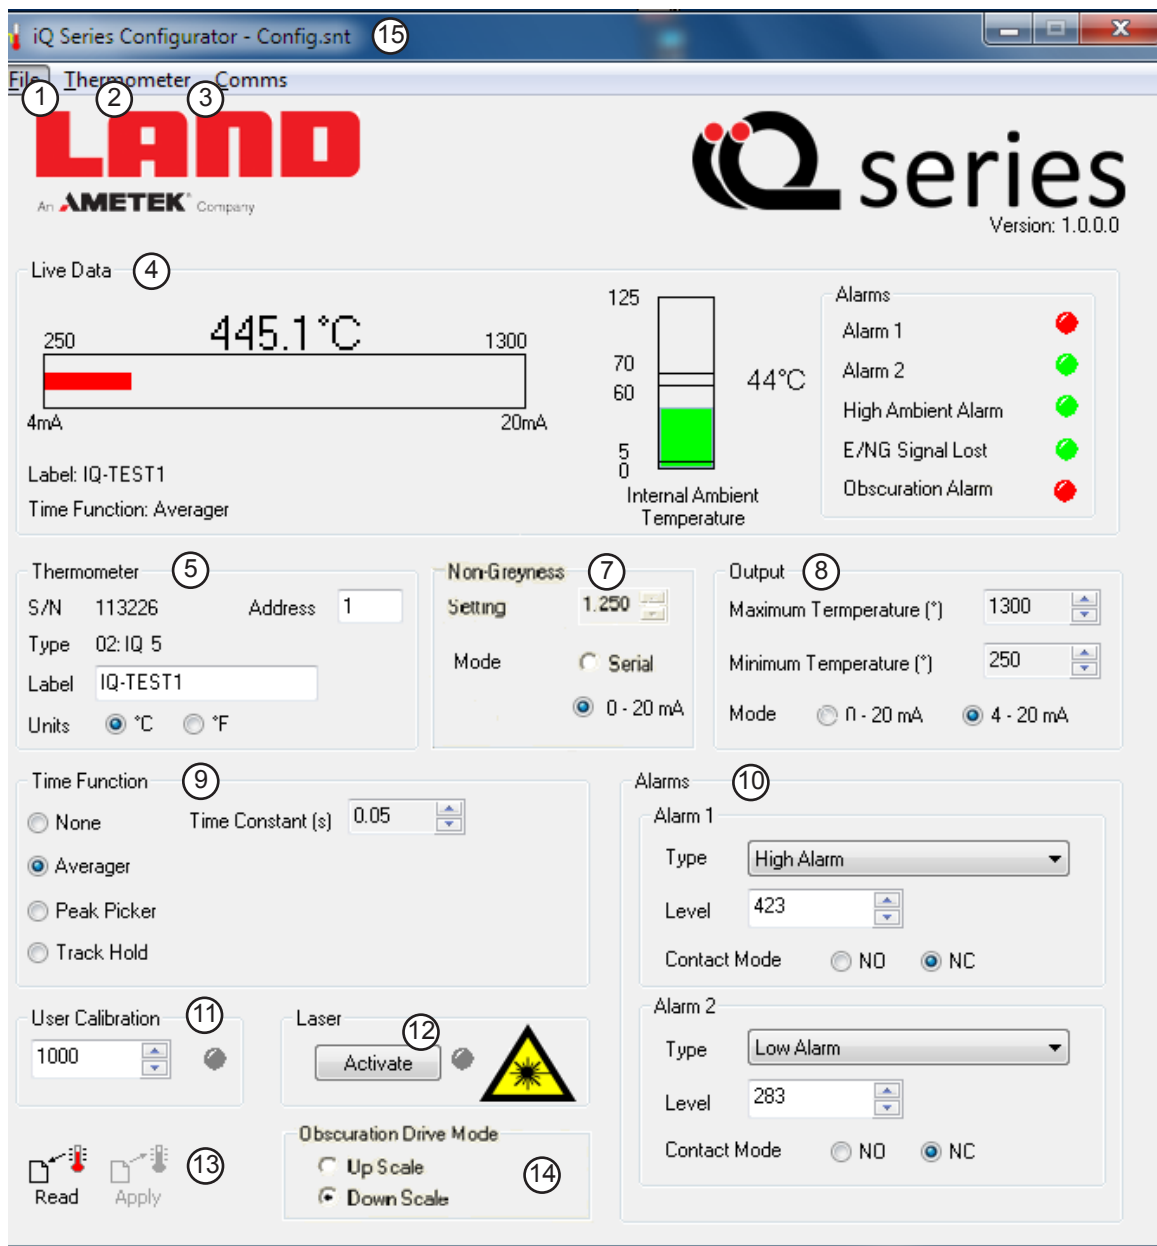 iQ Series Configurator - Config.snt 15
File Thermometer Comms
1 2 3
LAND
An AMETEK Company
iQ series
Version: 1.0.0.0
Live Data 4
445.1°C
250 1300
4mA 20mA
Label: IQ-TEST1
Time Function: Averager
125
70
60
5
0
44°C
Internal Ambient
Temperature
Alarms
Alarm 1
Alarm 2
High Ambient Alarm
E/NG Signal Lost
Obscuration Alarm
Thermometer 5
S/N 113226 Address 1
Type 02: IQ 5
Label IQ-TEST1
Units °C °F
Non-Greyness 7
Setting 1.250
Mode Serial
0 - 20 mA
Output 8
Maximum Termperature (°) 1300
Minimum Temperature (°) 250
Mode 0 - 20 mA 4 - 20 mA
Time Function 9
None Time Constant (s) 0.05
Averager
Peak Picker
Track Hold
Alarms 10
Alarm 1
Type High Alarm
Level 423
Contact Mode NO NC
Alarm 2
Type Low Alarm
Level 283
Contact Mode NO NC
User Calibration 11
1000
Laser 12
Activate
Read Apply 13
Obscuration Drive Mode
Up Scale
Down Scale
14